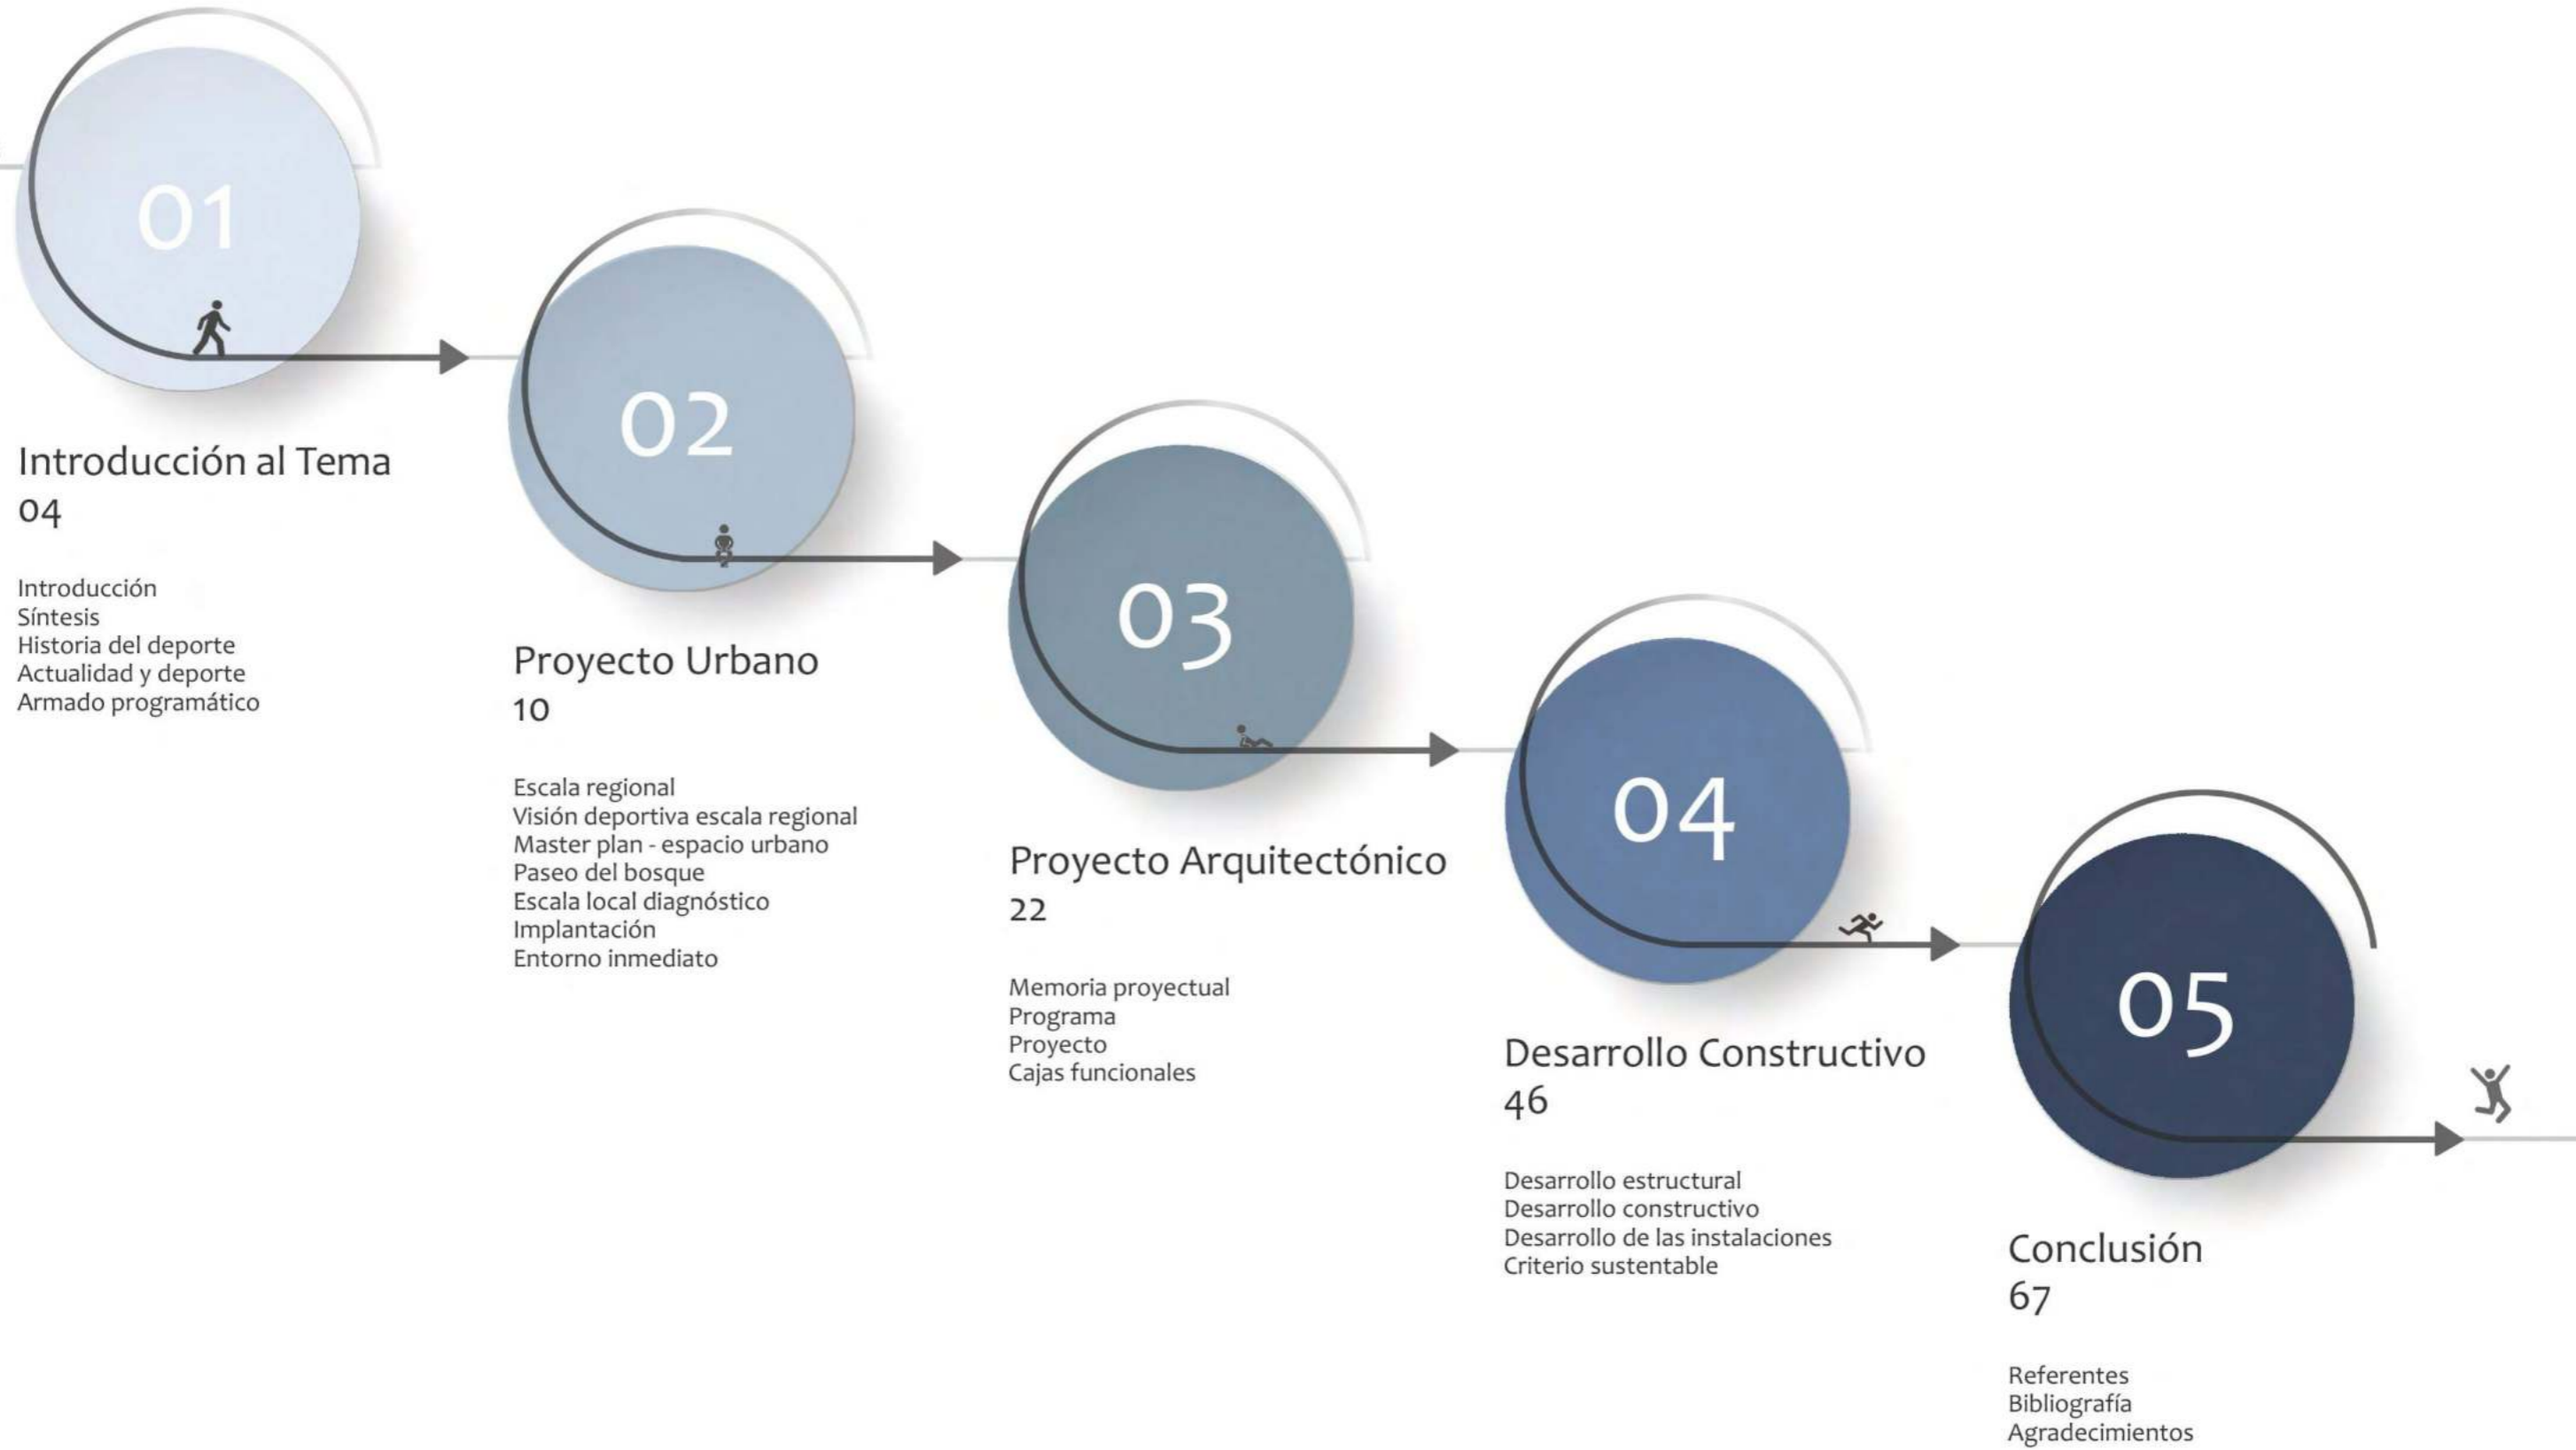 01
Introducción al Tema
04
Introducción
Síntesis
Historia del deporte
Actualidad y deporte
Armado programático
02
Proyecto Urbano
10
Escala regional
Visión deportiva escala regional
Master plan - espacio urbano
Paseo del bosque
Escala local diagnóstico
Implantación
Entorno inmediato
03
Proyecto Arquitectónico
22
Memoria proyectual
Programa
Proyecto
Cajas funcionales
04
Desarrollo Constructivo
46
Desarrollo estructural
Desarrollo constructivo
Desarrollo de las instalaciones
Criterio sustentable
05
Conclusión
67
Referentes
Bibliografía
Agradecimientos